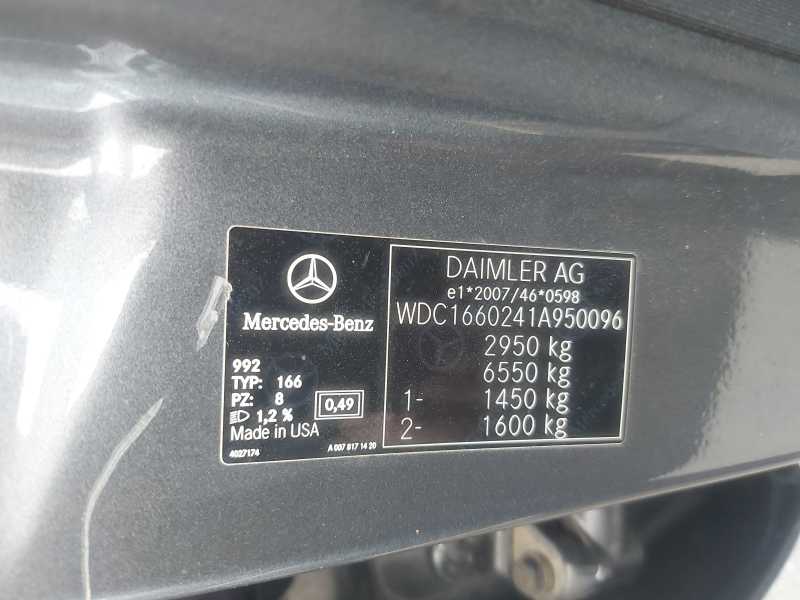 Mercedes-Benz
992
TYP: 166
PZ: 8
1,2 %
0,49
Made in USA
4027174
A 007 817 14 20
DAIMLER AG
e1*2007/46*0598
WDC1660241A950096
2950 kg
6550 kg
1- 1450 kg
2- 1600 kg